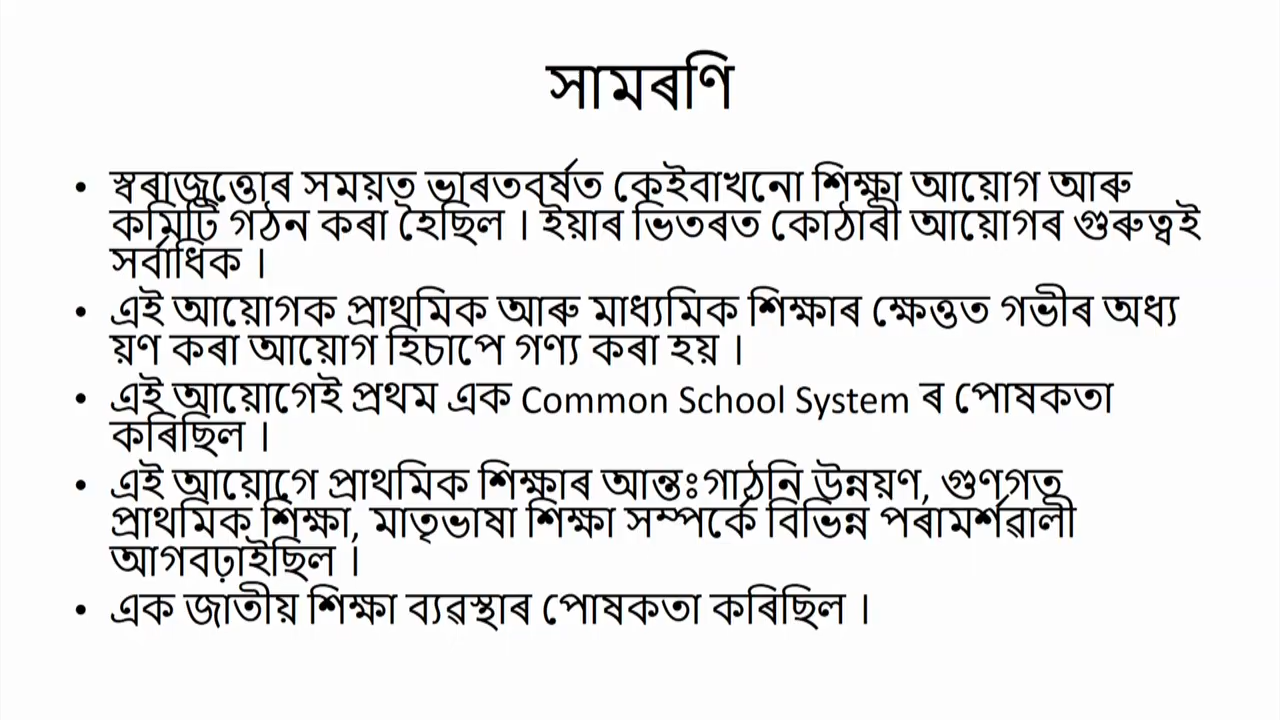 সামৰণি
• স্বৰাজুত্তোৰ সময়ত ভাৰতবৰ্ষত কেইবাখনো শিক্ষা আয়োগ আৰু
কমিটি গঠন কৰা হৈছিল । ইয়াৰ ভিতৰত কোঠাৰী আয়োগৰ গুৰুত্বই
সৰ্বাধিক ।
• এই আয়োগক প্ৰাথমিক আৰু মাধ্যমিক শিক্ষাৰ ক্ষেত্তত গভীৰ অধ্য
য়ণ কৰা আয়োগ হিচাপে গণ্য কৰা হয় ।
• এই আয়োগেই প্ৰথম এক Common School System ৰ পোষকতা
কৰিছিল ।
• এই আয়োগে প্ৰাথমিক শিক্ষাৰ আন্তঃগাঠনি উন্নয়ণ, গুণগত
প্ৰাথমিক শিক্ষা, মাতৃভাষা শিক্ষা সম্পৰ্কে বিভিন্ন পৰামৰ্শৱালী
আগবঢ়াইছিল ।
• এক জাতীয় শিক্ষা ব্যৱস্থাৰ পোষকতা কৰিছিল ।